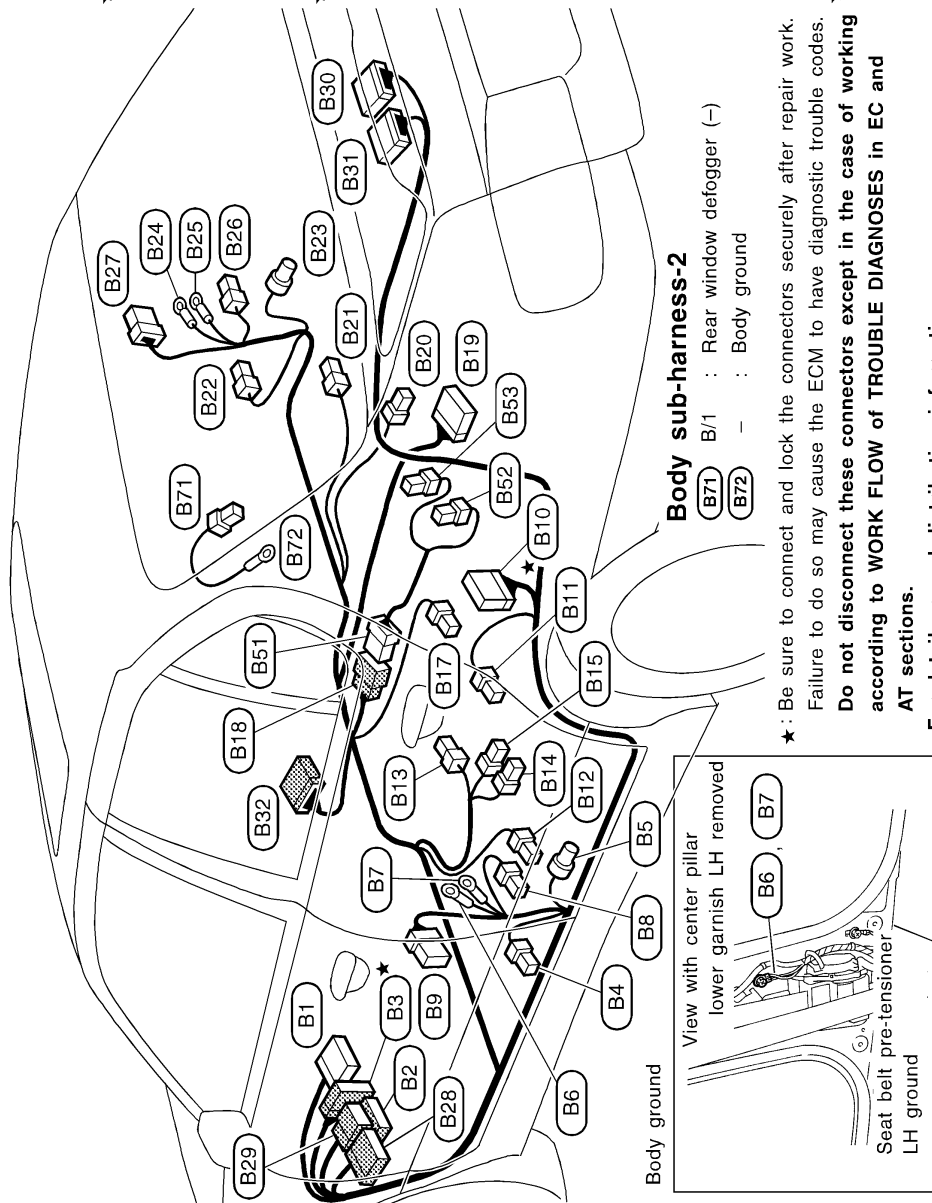 B27
B24
B25
B26
B23
B22
B21
B30
B31
B20
B19
B53
B52
B71
B72
B51
B18
B32
B10
★
B11
B17
B15
B13
B14
B12
B7
B5
B8
B4
B1
B3 ★
B9
B2
B28
B29
B6
Body ground
View with center pillar
lower garnish LH removed
B6 , B7
Seat belt pre-tensioner
LH ground
Body sub-harness-2
B71 B/1 : Rear window defogger (–)
B72 – : Body ground
★ : Be sure to connect and lock the connectors securely after repair work.
Failure to do so may cause the ECM to have diagnostic trouble codes.
Do not disconnect these connectors except in the case of working
according to WORK FLOW of TROUBLE DIAGNOSES in EC and
AT sections.